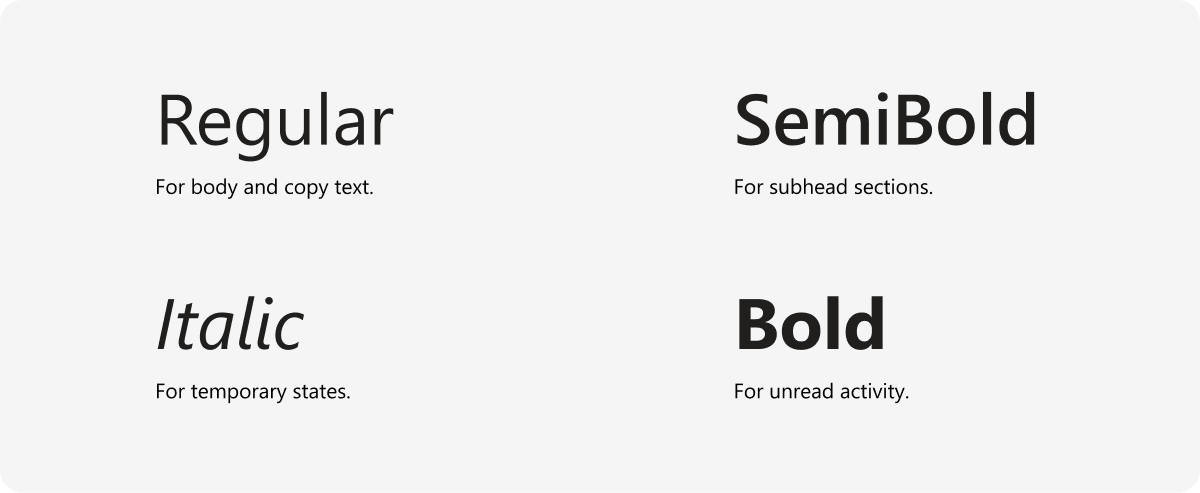 Regular
For body and copy text.
SemiBold
For subhead sections.
Italic
For temporary states.
Bold
For unread activity.